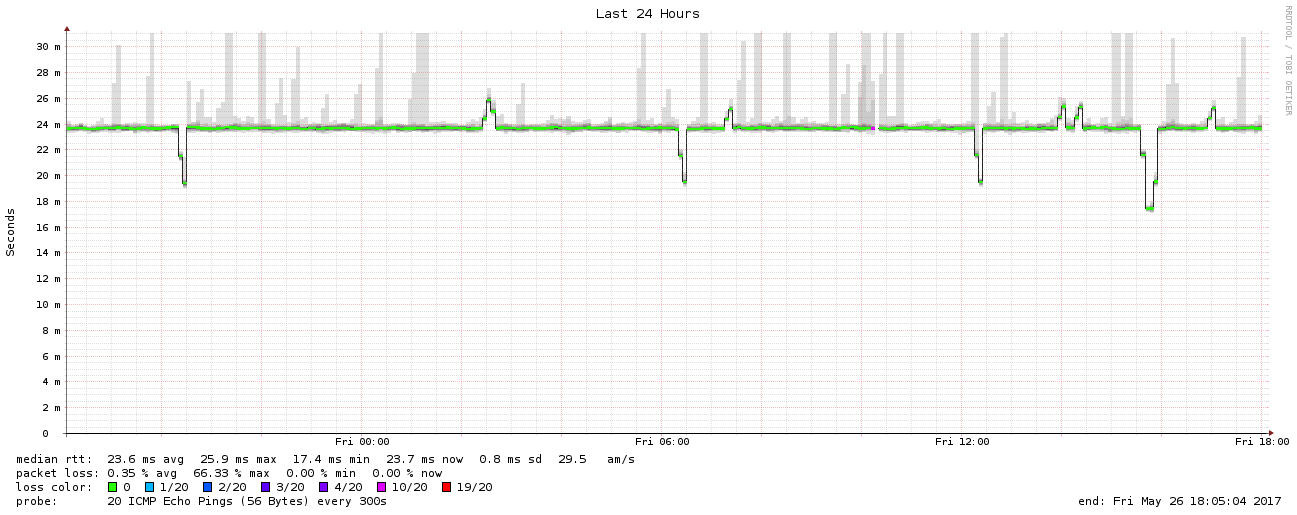 Last 24 Hours
RRDTOOL / TOBI OETIKER
Seconds
30 m
28 m
26 m
24 m
22 m
20 m
18 m
16 m
14 m
12 m
10 m
8 m
6 m
4 m
2 m
0
Fri 00:00 Fri 06:00 Fri 12:00 Fri 18:00
median rtt: 23.6 ms avg 25.9 ms max 17.4 ms min 23.7 ms now 0.8 ms sd 29.5 am/s
packet loss: 0.35 % avg 66.33 % max 0.00 % min 0.00 % now
loss color: 0 1/20 2/20 3/20 4/20 10/20 19/20
probe: 20 ICMP Echo Pings (56 Bytes) every 300s end: Fri May 26 18:05:04 2017